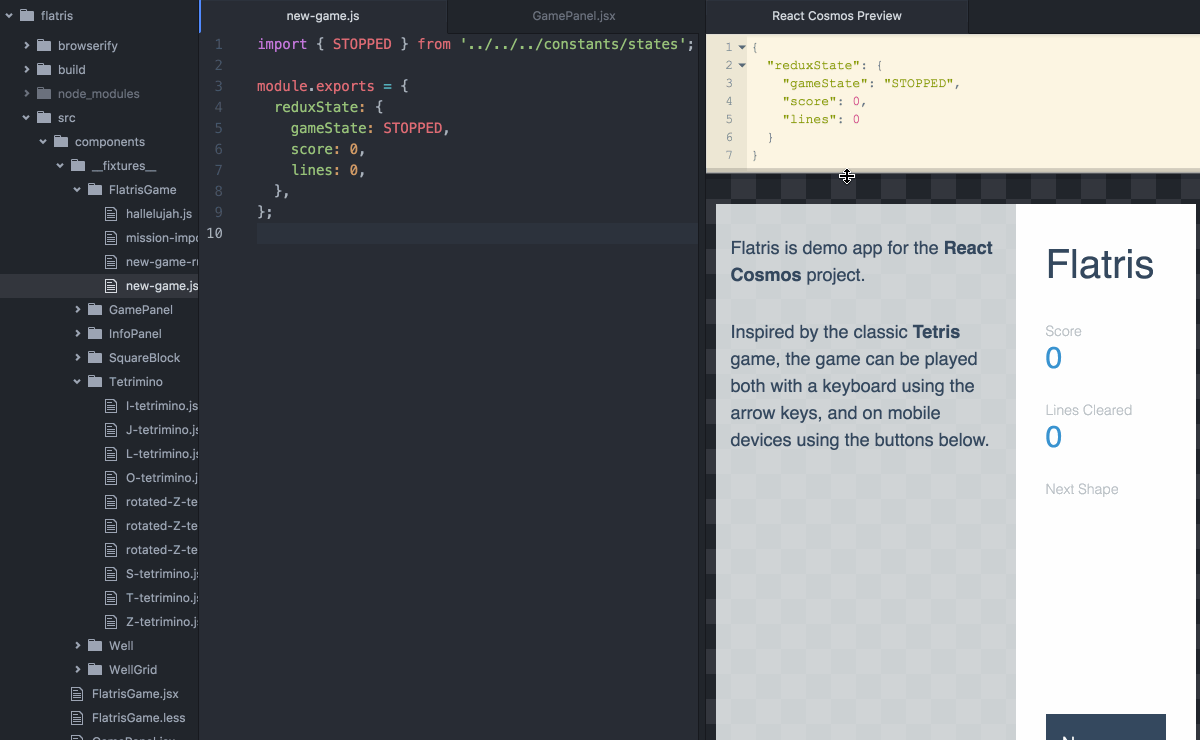 flatris
browserify
build
node_modules
src
components
__fixtures__
FlatrisGame
hallelujah.js
mission-impo
new-game-r
new-game.js
GamePanel
InfoPanel
SquareBlock
Tetrimino
I-tetrimino.js
J-tetrimino.js
L-tetrimino.js
O-tetrimino.j
rotated-Z-te
rotated-Z-te
rotated-Z-te
S-tetrimino.js
T-tetrimino.js
Z-tetrimino.js
Well
WellGrid
FlatrisGame.jsx
FlatrisGame.less
new-game.js
GamePanel.jsx
1 import { STOPPED } from '../../../constants/states';
2
3 module.exports = {
4 reduxState: {
5 gameState: STOPPED,
6 score: 0,
7 lines: 0,
8 },
9 };
10
React Cosmos Preview
1 {
2 "reduxState": {
3 "gameState": "STOPPED",
4 "score": 0,
5 "lines": 0
6 }
7 }
Flatris is demo app for the React
Cosmos project.
Inspired by the classic Tetris
game, the game can be played
both with a keyboard using the
arrow keys, and on mobile
devices using the buttons below.
Flatris
Score
0
Lines Cleared
0
Next Shape